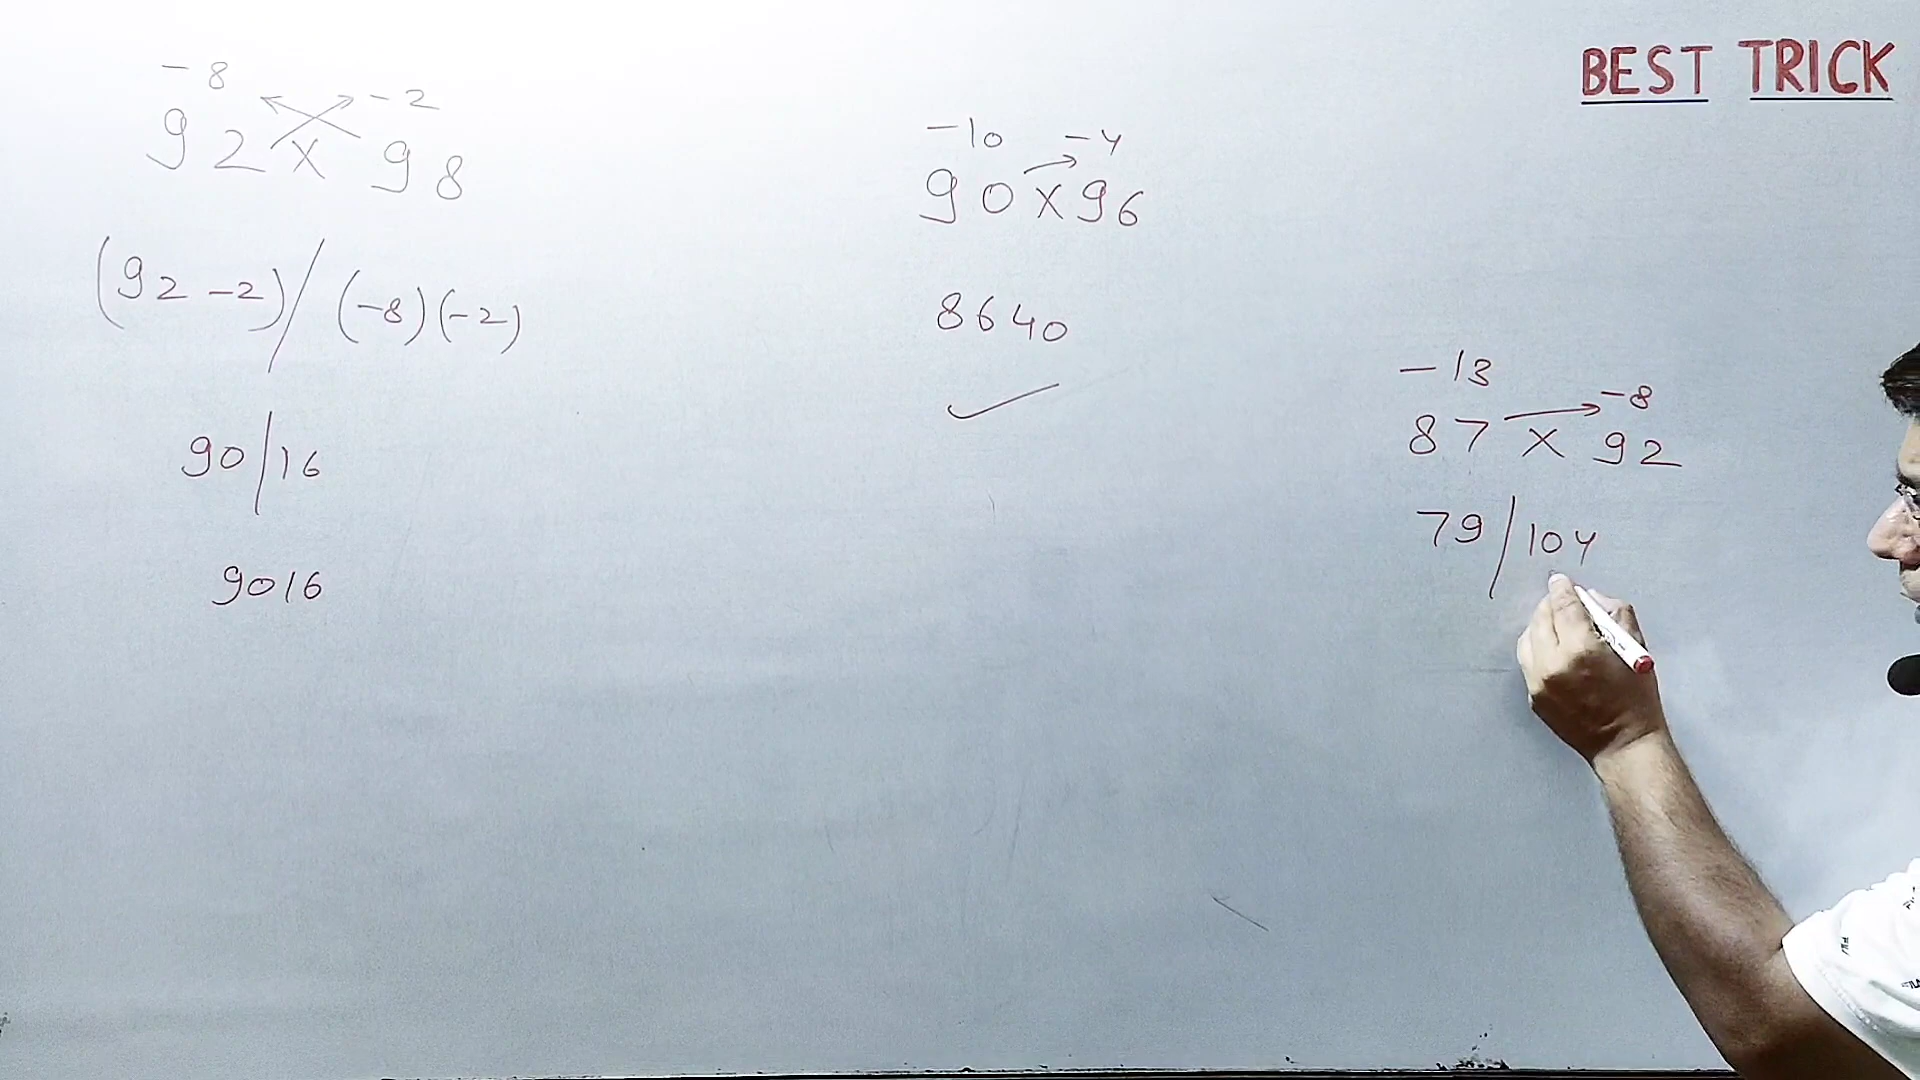 BEST TRICK
-8 -2
92 x 98
(92 -2) / (-8)(-2)
90 / 16
9016
-10 -4
90 x 96
8640
-13 -8
87 x 92
79 / 104